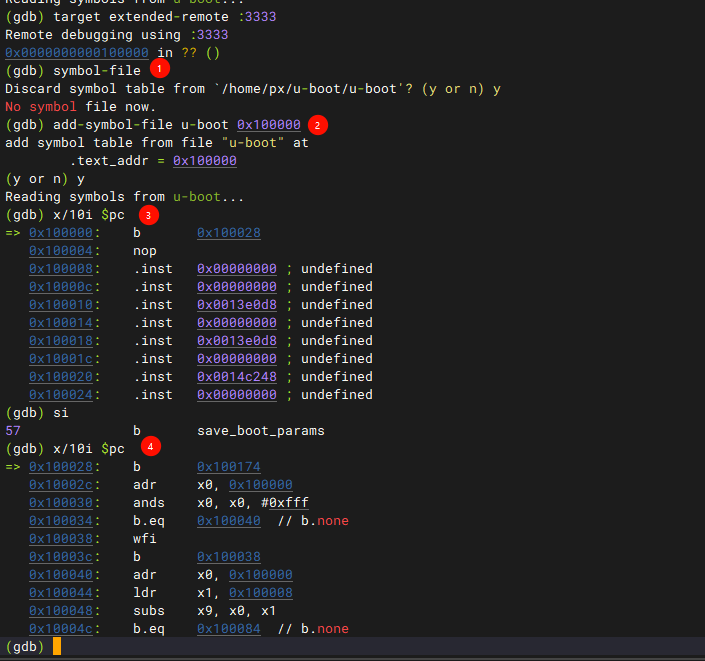 Reading symbols from u-boot...
(gdb) target extended-remote :3333
Remote debugging using :3333
0x0000000000100000 in ?? ()
(gdb) symbol-file 1
Discard symbol table from `/home/px/u-boot/u-boot'? (y or n) y
No symbol file now.
(gdb) add-symbol-file u-boot 0x100000 2
add symbol table from file "u-boot" at
        .text_addr = 0x100000
(y or n) y
Reading symbols from u-boot...
(gdb) x/10i $pc 3
=> 0x100000:    b       0x100028
   0x100004:    nop
   0x100008:    .inst   0x00000000 ; undefined
   0x10000c:    .inst   0x00000000 ; undefined
   0x100010:    .inst   0x0013e0d8 ; undefined
   0x100014:    .inst   0x00000000 ; undefined
   0x100018:    .inst   0x0013e0d8 ; undefined
   0x10001c:    .inst   0x00000000 ; undefined
   0x100020:    .inst   0x0014c248 ; undefined
   0x100024:    .inst   0x00000000 ; undefined
(gdb) si
57              b       save_boot_params
(gdb) x/10i $pc 4
=> 0x100028:    b       0x100174
   0x10002c:    adr     x0, 0x100000
   0x100030:    ands    x0, x0, #0xfff
   0x100034:    b.eq    0x100040  // b.none
   0x100038:    wfi
   0x10003c:    b       0x100038
   0x100040:    adr     x0, 0x100000
   0x100044:    ldr     x1, 0x100008
   0x100048:    subs    x9, x0, x1
   0x10004c:    b.eq    0x100084  // b.none
(gdb)